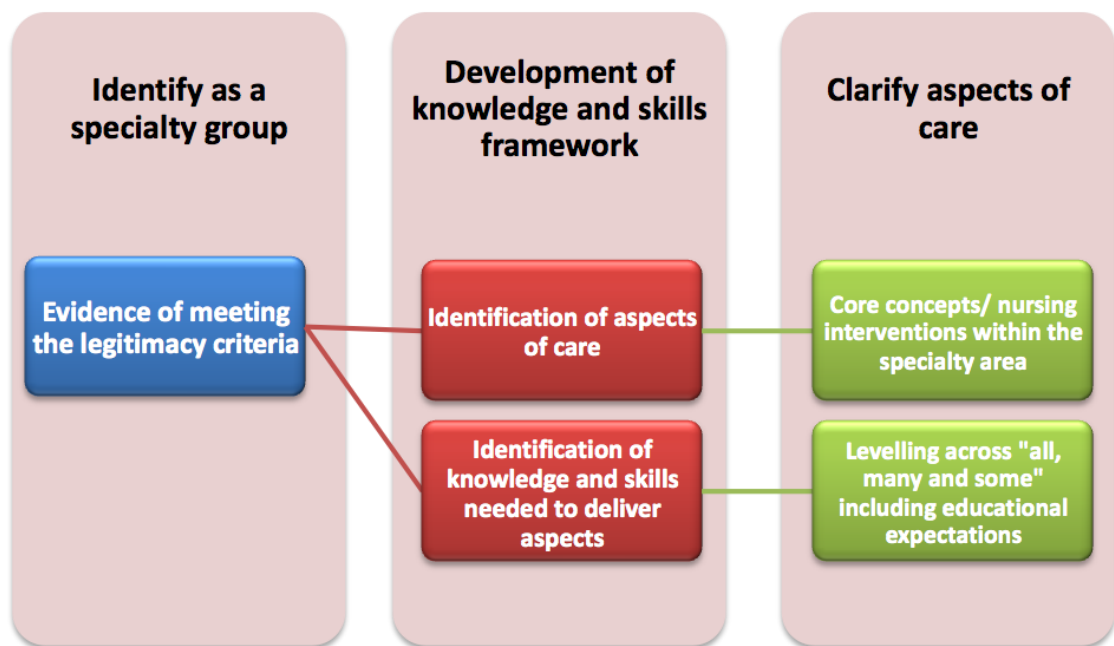 Identify as a
specialty group
Development of
knowledge and skills
framework
Clarify aspects of
care
Evidence of meeting
the legitimacy criteria
Identification of aspects
of care
Core concepts/ nursing
interventions within the
specialty area
Identification of
knowledge and skills
needed to deliver
aspects
Levelling across "all,
many and some"
including educational
expectations